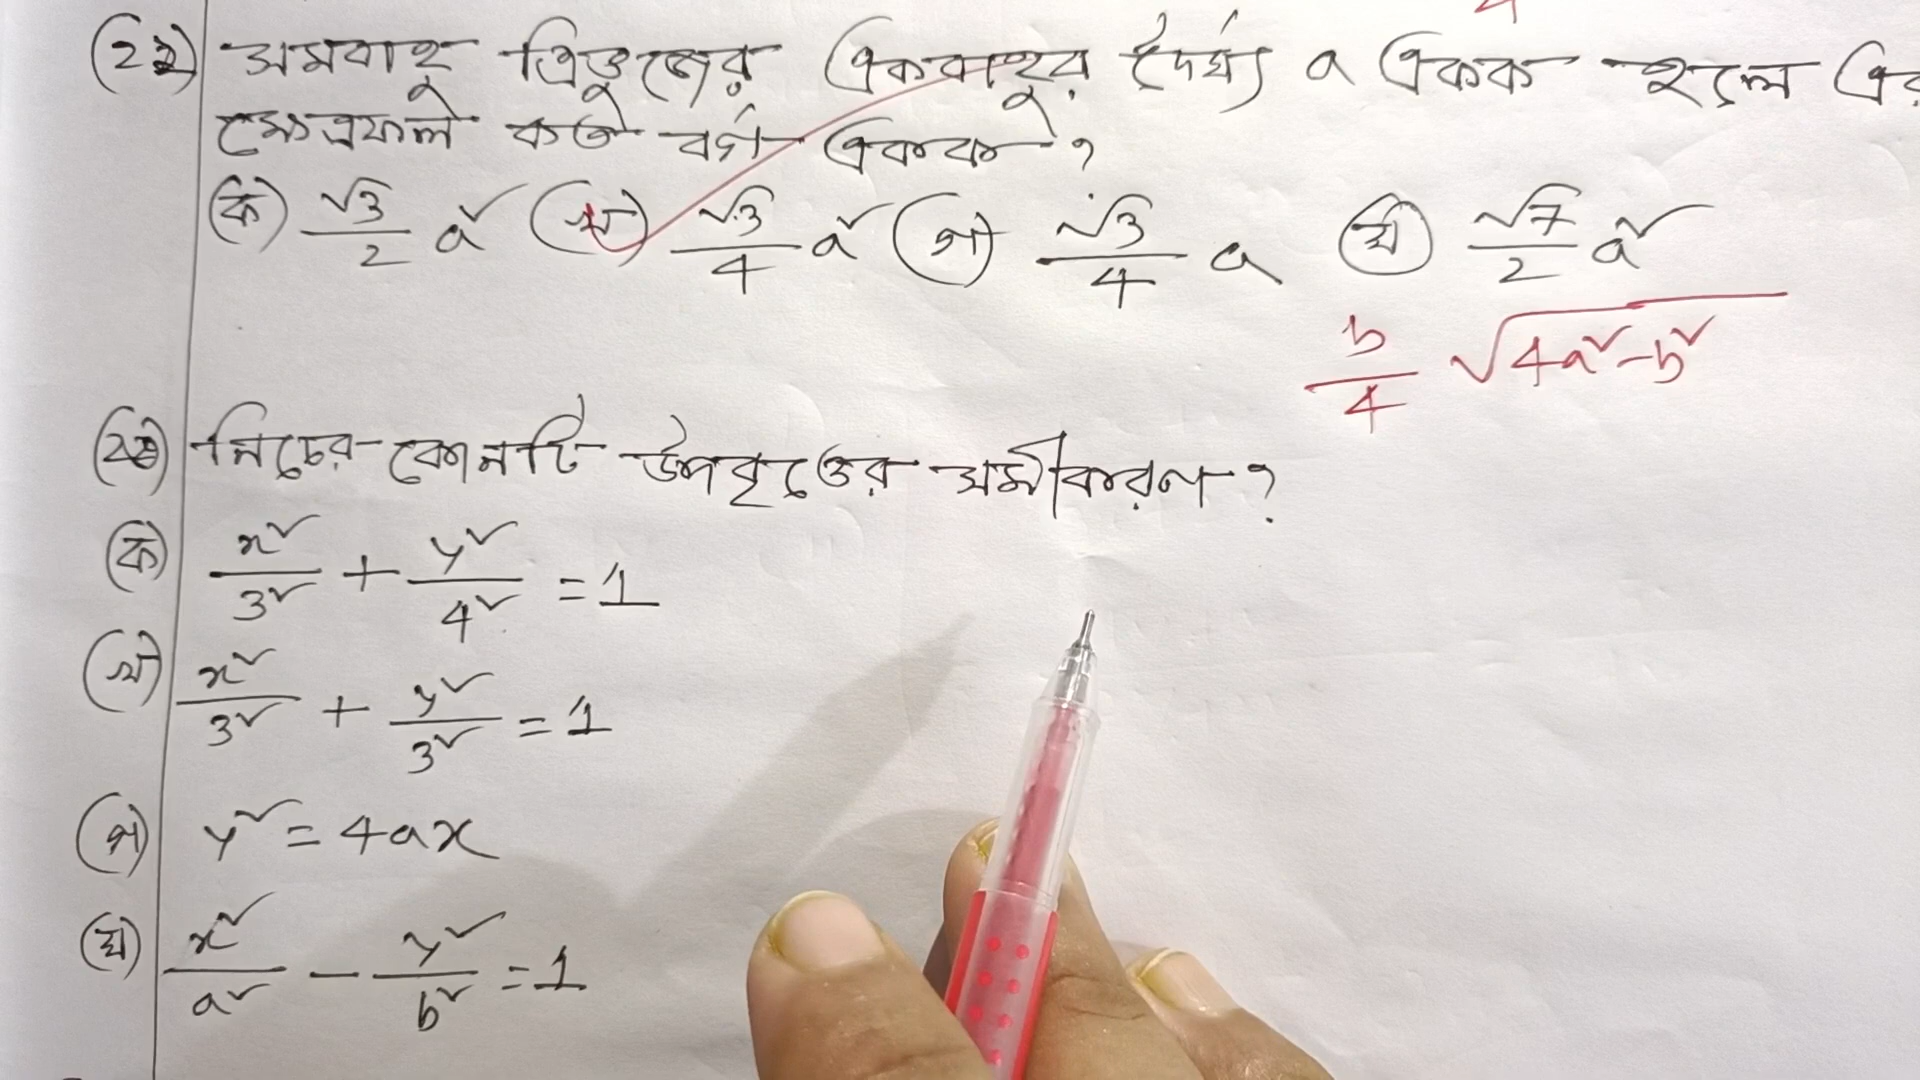 (22) সমবাহু ত্রিভুজের একবাহুর দৈর্ঘ্য a একক হলে এর
ক্ষেত্রফল কত বর্গ একক ?
(ক) √3/2 a² (খ) √3/4 a² (গ) √3/4 a (ঘ) √7/2 a²
b/4 √(4a²-b²)
নিচের কোনটি উপবৃত্তের সমীকরণ ?
(ক) x²/3² + y²/4² = 1
(খ) x²/3² + y²/3² = 1
(গ) y² = 4ax
(ঘ) x²/a² - y²/b² = 1